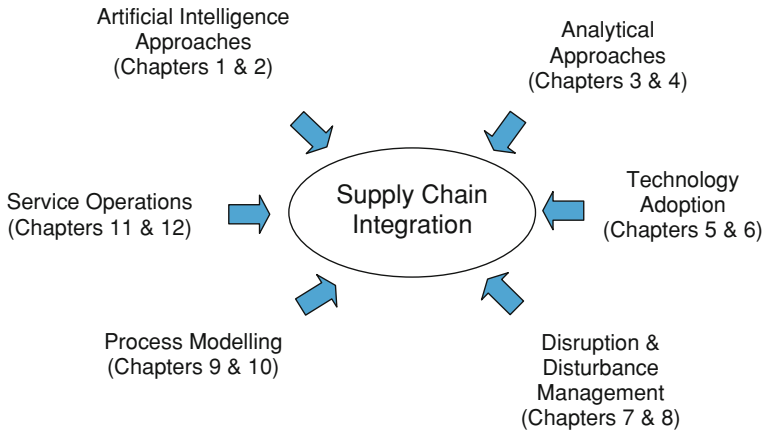 Artificial Intelligence
Approaches
(Chapters 1 & 2)
Analytical
Approaches
(Chapters 3 & 4)
Service Operations
(Chapters 11 & 12)
Supply Chain
Integration
Technology
Adoption
(Chapters 5 & 6)
Process Modelling
(Chapters 9 & 10)
Disruption &
Disturbance
Management
(Chapters 7 & 8)